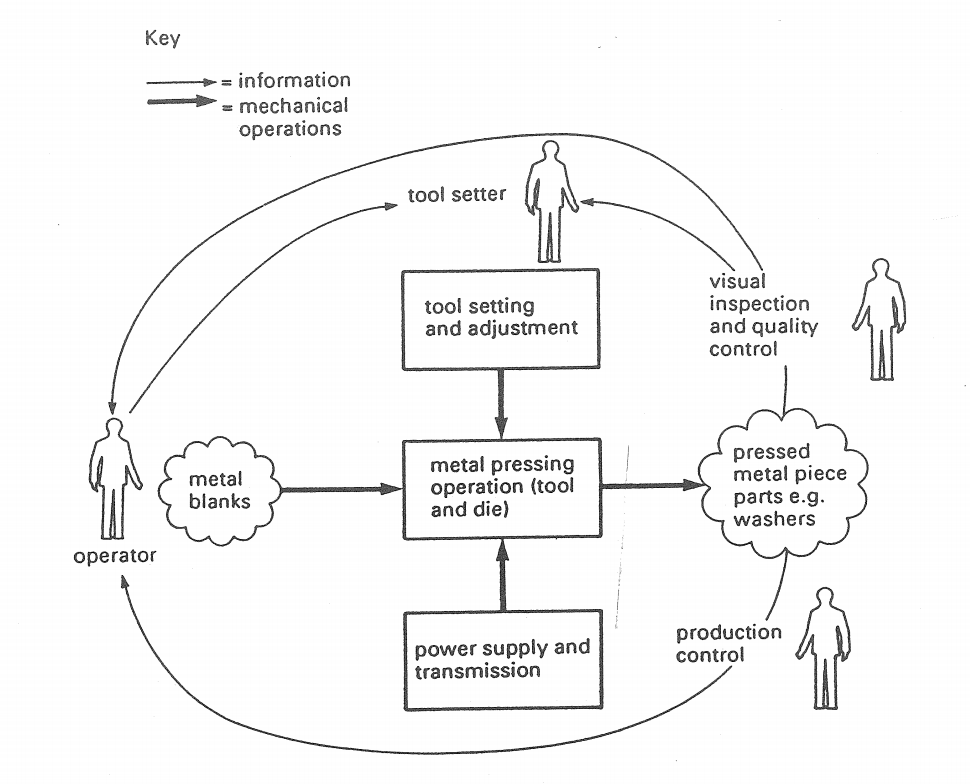 Key
= information
= mechanical
operations
tool setter
tool setting
and adjustment
visual
inspection
and quality
control
metal
blanks
metal pressing
operation (tool
and die)
pressed
metal piece
parts e.g.
washers
operator
power supply and
transmission
production
control